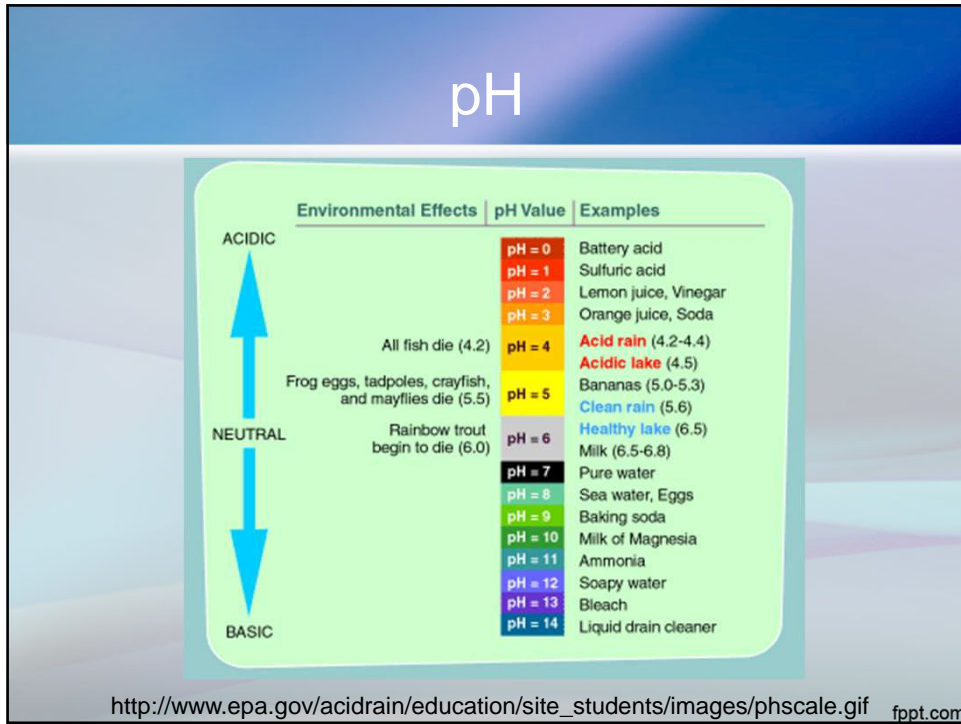 pH
Environmental Effects | pH Value | Examples
ACIDIC
pH = 0 Battery acid
pH = 1 Sulfuric acid
pH = 2 Lemon juice, Vinegar
pH = 3 Orange juice, Soda
All fish die (4.2) pH = 4 Acid rain (4.2-4.4)
Acidic lake (4.5)
Frog eggs, tadpoles, crayfish,
and mayflies die (5.5)
pH = 5 Bananas (5.0-5.3)
Clean rain (5.6)
NEUTRAL
Rainbow trout
begin to die (6.0)
pH = 6 Healthy lake (6.5)
Milk (6.5-6.8)
pH = 7 Pure water
pH = 8 Sea water, Eggs
pH = 9 Baking soda
pH = 10 Milk of Magnesia
pH = 11 Ammonia
pH = 12 Soapy water
pH = 13 Bleach
pH = 14 Liquid drain cleaner
BASIC
http://www.epa.gov/acidrain/education/site_students/images/phscale.gif
fppt.com